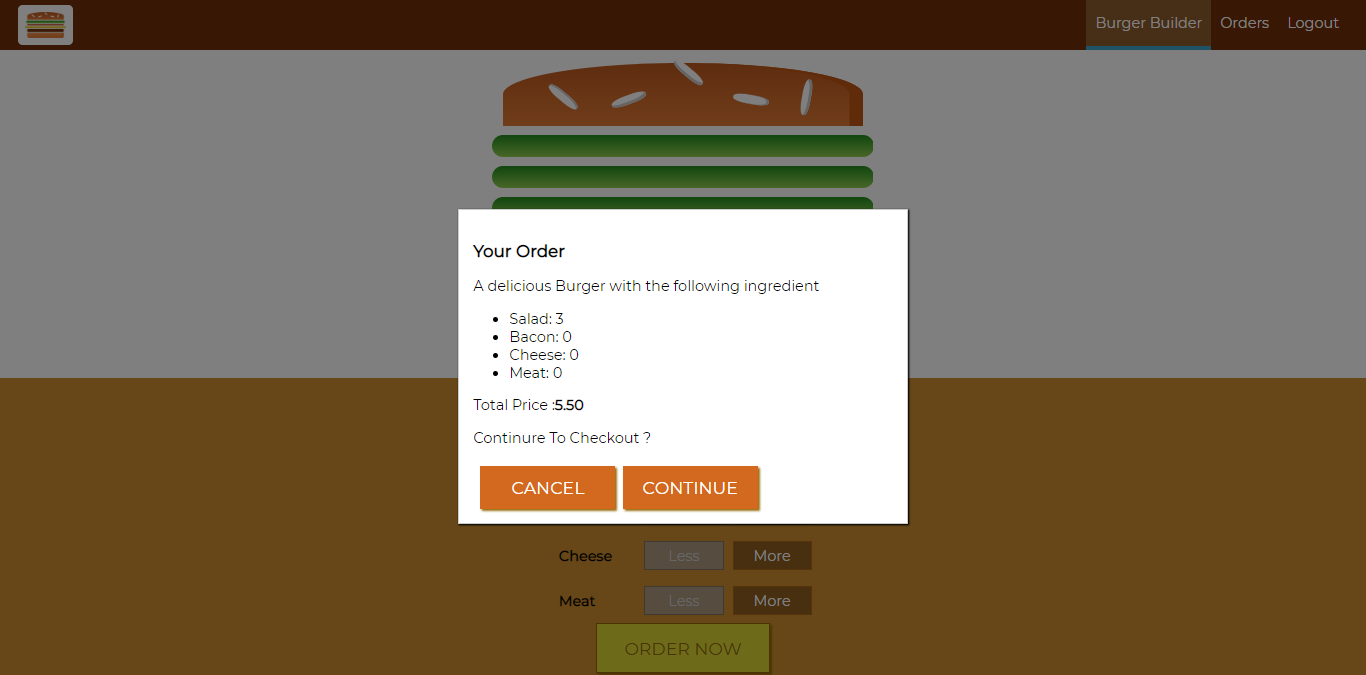 Burger Builder Orders Logout
Your Order
A delicious Burger with the following ingredient
Salad: 3
Bacon: 0
Cheese: 0
Meat: 0
Total Price :5.50
Continure To Checkout ?
CANCEL CONTINUE
Cheese Less More
Meat Less More
ORDER NOW